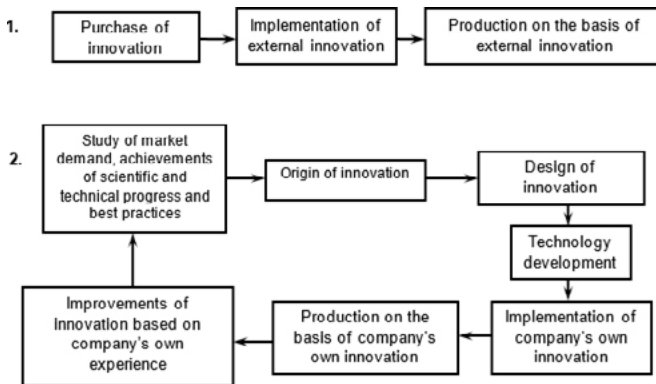 1.
Purchase of
innovation
Implementation of
external innovation
Production on the basis of
external innovation
2.
Study of market
demand, achievements
of scientific and
technical progress and
best practices
Origin of innovation
Design of
innovation
Technology
development
Implementation of
company's own
innovation
Production on the
basis of company's
own innovation
Improvements of
Innovation based on
company's own
experience